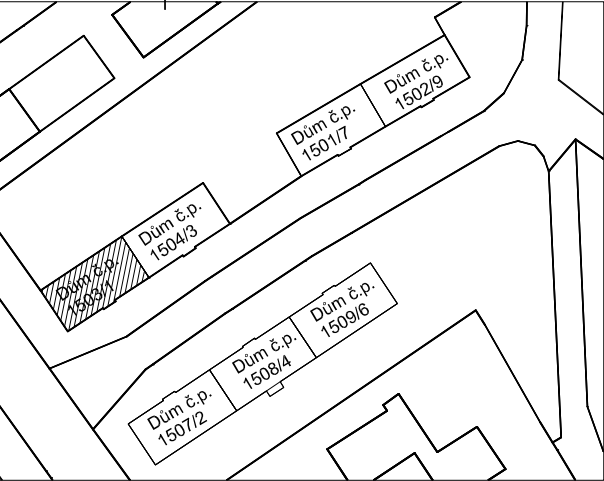 Dům č.p.
1502/9
Dům č.p.
1501/7
Dům č.p.
1504/3
Dům č.p.
1503/1
Dům č.p.
1509/6
Dům č.p.
1508/4
Dům č.p.
1507/2